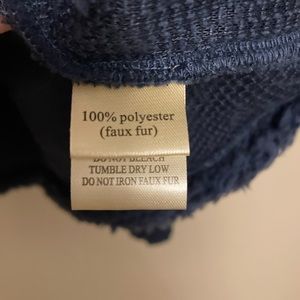 100% polyester
(faux fur)
DO NOT BLEACH
TUMBLE DRY LOW
DO NOT IRON FAUX FUR